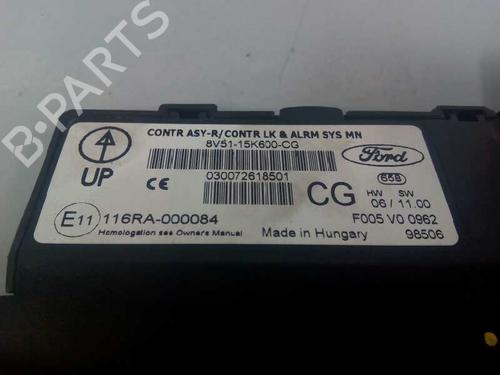 B-PARTS
CONTR ASY-R/CONTR LK & ALRM SYS MN
8V51-15K600-CG
Ford
UP
CE
030072618501
CG
658
HW SW
06 / 11.00
E11 116RA-000084
F005 V0 0962
Homologation see Owners Manual
Made in Hungary
98506